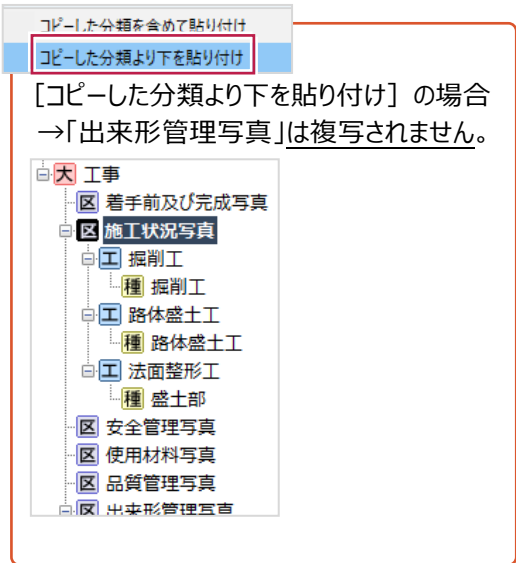 コピーした分類を含めて貼り付け
コピーした分類より下を貼り付け
［コピーした分類より下を貼り付け］の場合
→「出来形管理写真」は複写されません。
大 工事
区 着手前及び完成写真
区 施工状況写真
工 掘削工
種 掘削工
工 路体盛土工
種 路体盛土工
工 法面整形工
種 盛土部
区 安全管理写真
区 使用材料写真
区 品質管理写真
区 出来形管理写真